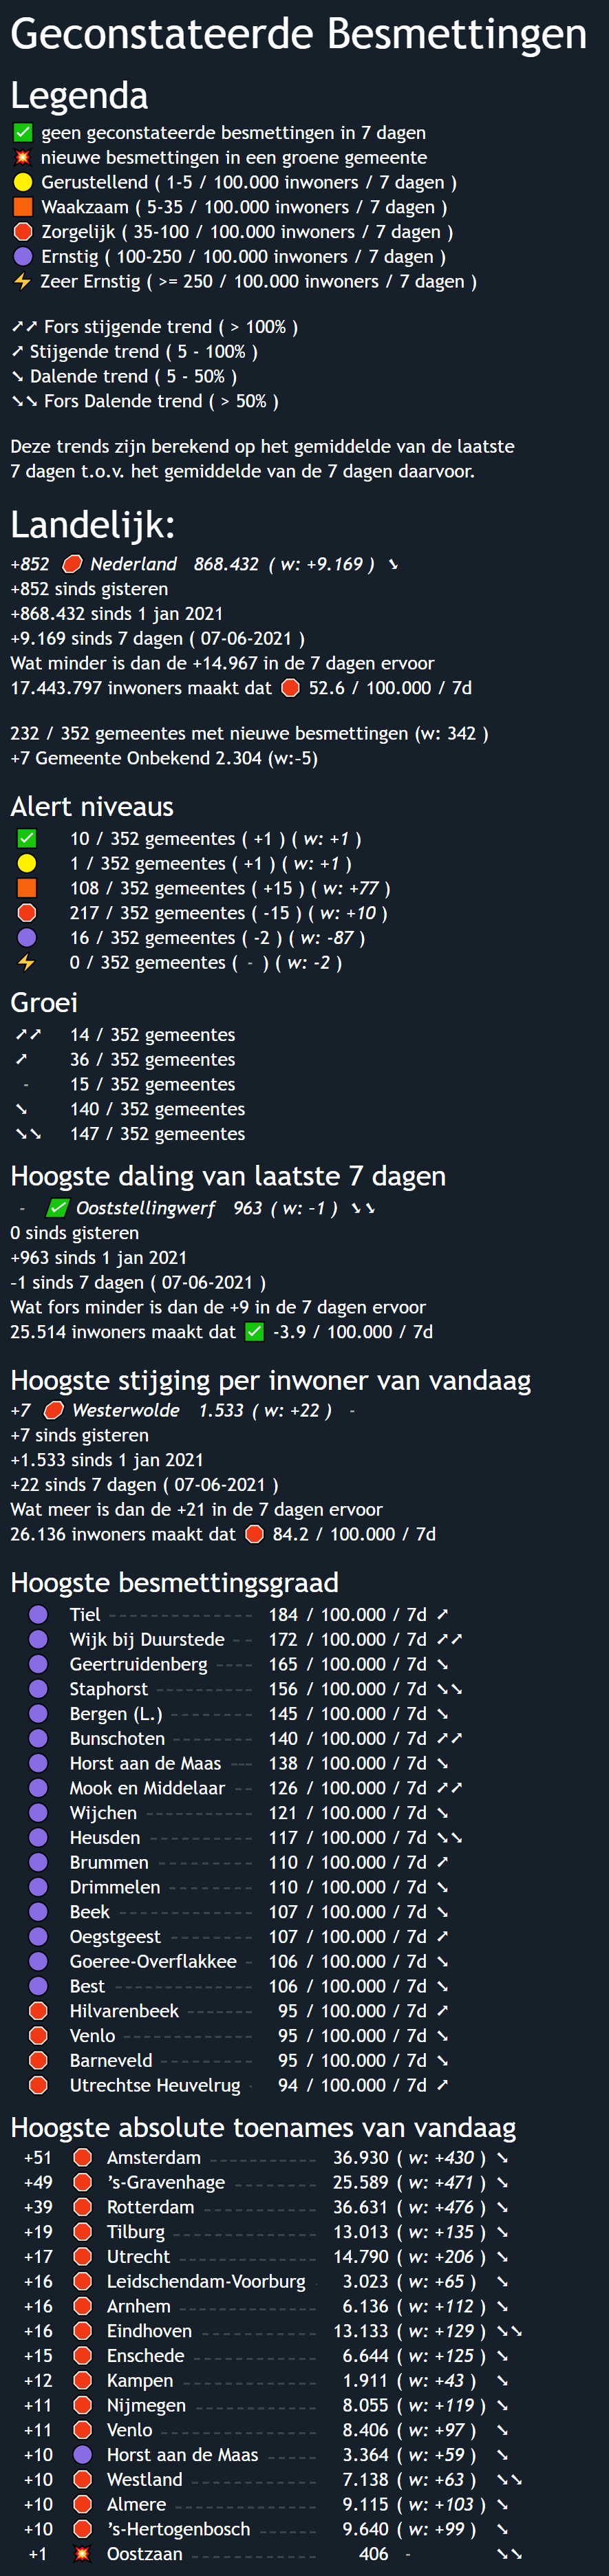 Geconstateerde Besmettingen
Legenda
✅ geen geconstateerde besmettingen in 7 dagen
💥 nieuwe besmettingen in een groene gemeente
🟡 Gerustellend ( 1-5 / 100.000 inwoners / 7 dagen )
🟧 Waakzaam ( 5-35 / 100.000 inwoners / 7 dagen )
🛑 Zorgelijk ( 35-100 / 100.000 inwoners / 7 dagen )
🟣 Ernstig ( 100-250 / 100.000 inwoners / 7 dagen )
⚡ Zeer Ernstig ( >= 250 / 100.000 inwoners / 7 dagen )
➚➚ Fors stijgende trend ( > 100% )
➚ Stijgende trend ( 5 - 100% )
➘ Dalende trend ( 5 - 50% )
➘➘ Fors Dalende trend ( > 50% )
Deze trends zijn berekend op het gemiddelde van de laatste
7 dagen t.o.v. het gemiddelde van de 7 dagen daarvoor.
Landelijk:
+852 🛑 Nederland 868.432 ( w: +9.169 ) ➘
+852 sinds gisteren
+868.432 sinds 1 jan 2021
+9.169 sinds 7 dagen ( 07-06-2021 )
Wat minder is dan de +14.967 in de 7 dagen ervoor
17.443.797 inwoners maakt dat 🛑 52.6 / 100.000 / 7d
232 / 352 gemeentes met nieuwe besmettingen (w: 342 )
+7 Gemeente Onbekend 2.304 (w:-5)
Alert niveaus
✅ 10 / 352 gemeentes ( +1 ) ( w: +1 )
🟡 1 / 352 gemeentes ( +1 ) ( w: +1 )
🟧 108 / 352 gemeentes ( +15 ) ( w: +77 )
🛑 217 / 352 gemeentes ( -15 ) ( w: +10 )
🟣 16 / 352 gemeentes ( -2 ) ( w: -87 )
⚡ 0 / 352 gemeentes ( - ) ( w: -2 )
Groei
➚➚ 14 / 352 gemeentes
➚ 36 / 352 gemeentes
- 15 / 352 gemeentes
➘ 140 / 352 gemeentes
➘➘ 147 / 352 gemeentes
Hoogste daling van laatste 7 dagen
- ✅ Ooststellingwerf 963 ( w: -1 ) ➘➘
0 sinds gisteren
+963 sinds 1 jan 2021
-1 sinds 7 dagen ( 07-06-2021 )
Wat fors minder is dan de +9 in de 7 dagen ervoor
25.514 inwoners maakt dat ✅ -3.9 / 100.000 / 7d
Hoogste stijging per inwoner van vandaag
+7 🛑 Westerwolde 1.533 ( w: +22 ) -
+7 sinds gisteren
+1.533 sinds 1 jan 2021
+22 sinds 7 dagen ( 07-06-2021 )
Wat meer is dan de +21 in de 7 dagen ervoor
26.136 inwoners maakt dat 🛑 84.2 / 100.000 / 7d
Hoogste besmettingsgraad
🟣 Tiel 184 / 100.000 / 7d ➚
🟣 Wijk bij Duurstede 172 / 100.000 / 7d ➚➚
🟣 Geertruidenberg 165 / 100.000 / 7d ➘
🟣 Staphorst 156 / 100.000 / 7d ➘➘
🟣 Bergen (L.) 145 / 100.000 / 7d ➘
🟣 Bunschoten 140 / 100.000 / 7d ➚➚
🟣 Horst aan de Maas 138 / 100.000 / 7d ➘
🟣 Mook en Middelaar 126 / 100.000 / 7d ➚➚
🟣 Wijchen 121 / 100.000 / 7d ➘
🟣 Heusden 117 / 100.000 / 7d ➘➘
🟣 Brummen 110 / 100.000 / 7d ➚
🟣 Drimmelen 110 / 100.000 / 7d ➘
🟣 Beek 107 / 100.000 / 7d ➘
🟣 Oegstgeest 107 / 100.000 / 7d ➚
🟣 Goeree-Overflakkee 106 / 100.000 / 7d ➘
🟣 Best 106 / 100.000 / 7d ➘
🛑 Hilvarenbeek 95 / 100.000 / 7d ➚
🛑 Venlo 95 / 100.000 / 7d ➘
🛑 Barneveld 95 / 100.000 / 7d ➘
🛑 Utrechtse Heuvelrug 94 / 100.000 / 7d ➚
Hoogste absolute toenames van vandaag
+51 🛑 Amsterdam 36.930 ( w: +430 ) ➘
+49 🛑 's-Gravenhage 25.589 ( w: +471 ) ➘
+39 🛑 Rotterdam 36.631 ( w: +476 ) ➘
+19 🛑 Tilburg 13.013 ( w: +135 ) ➘
+17 🛑 Utrecht 14.790 ( w: +206 ) ➘
+16 🛑 Leidschendam-Voorburg 3.023 ( w: +65 ) ➘
+16 🛑 Arnhem 6.136 ( w: +112 ) ➘
+16 🛑 Eindhoven 13.133 ( w: +129 ) ➘➘
+15 🛑 Enschede 6.644 ( w: +125 ) ➘
+12 🛑 Kampen 1.911 ( w: +43 ) ➘
+11 🛑 Nijmegen 8.055 ( w: +119 ) ➘
+11 🛑 Venlo 8.406 ( w: +97 ) ➘
+10 🟣 Horst aan de Maas 3.364 ( w: +59 ) ➘
+10 🛑 Westland 7.138 ( w: +63 ) ➘➘
+10 🛑 Almere 9.115 ( w: +103 ) ➘
+10 🛑 's-Hertogenbosch 9.640 ( w: +99 ) ➘
+1 💥 Oostzaan 406 - ➘➘